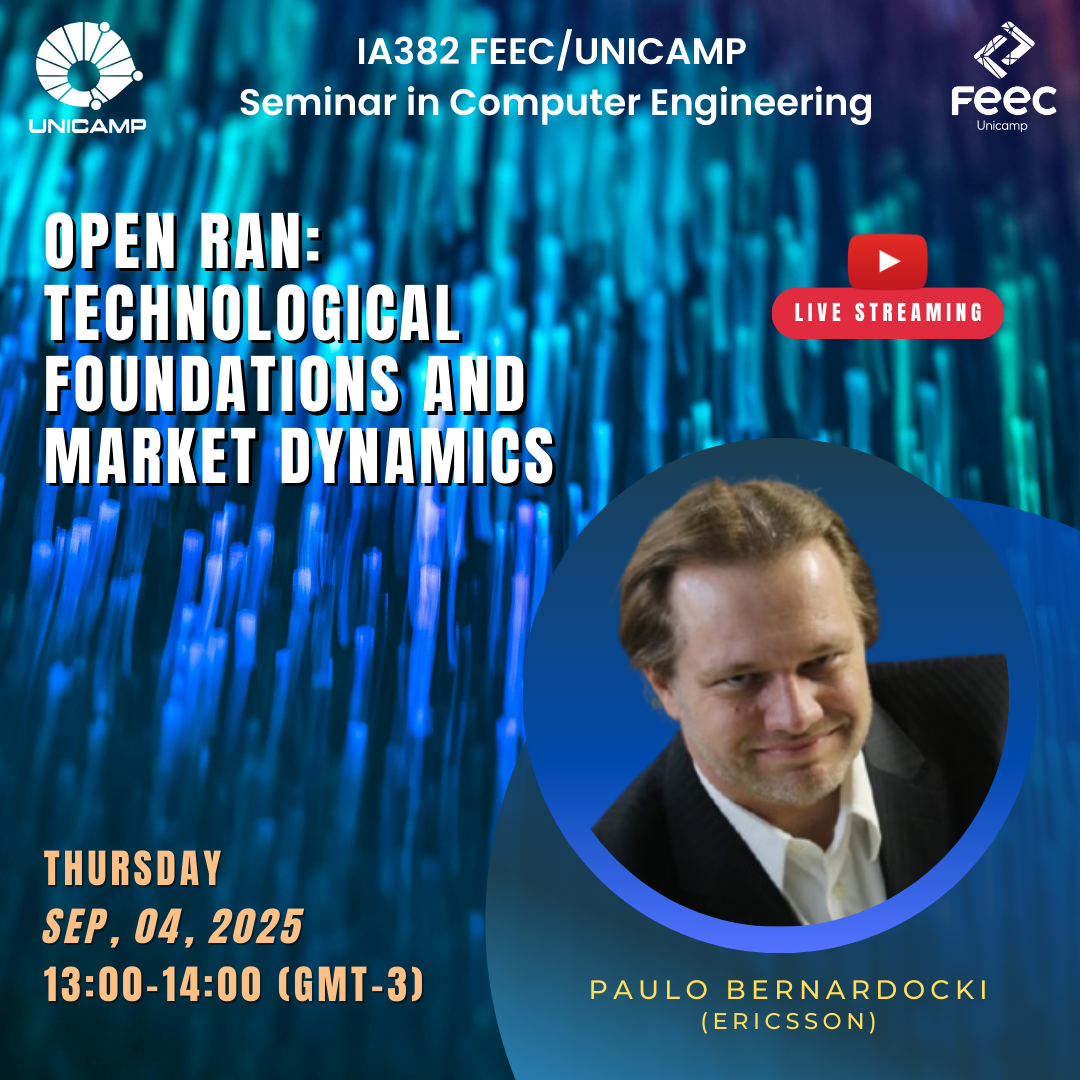 UNICAMP
IA382 FEEC/UNICAMP
Seminar in Computer Engineering
Feec
Unicamp
OPEN RAN:
TECHNOLOGICAL
FOUNDATIONS AND
MARKET DYNAMICS
LIVE STREAMING
THURSDAY
SEP, 04, 2025
13:00-14:00 (GMT-3)
PAULO BERNARDOCKI
(ERICSSON)